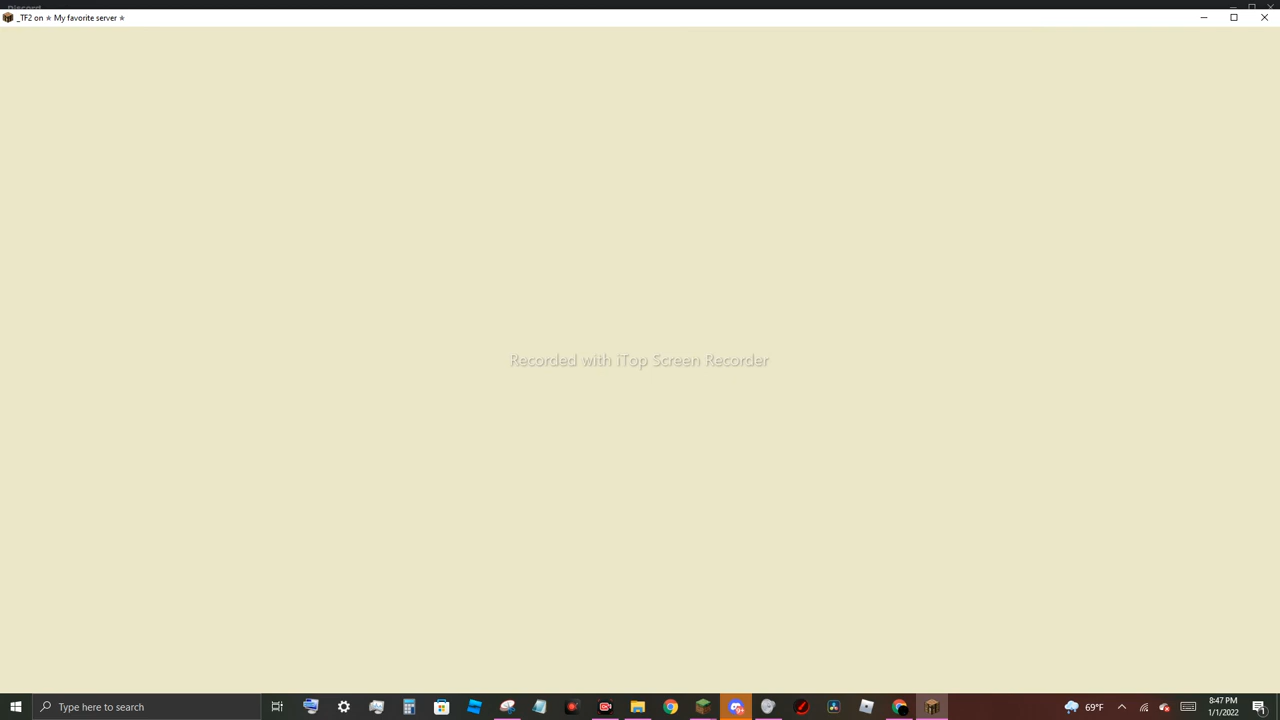 Discord
_TF2 on ★ My favorite server ★
Recorded with iTop Screen Recorder
Type here to search
69°F
8:47 PM
1/1/2022